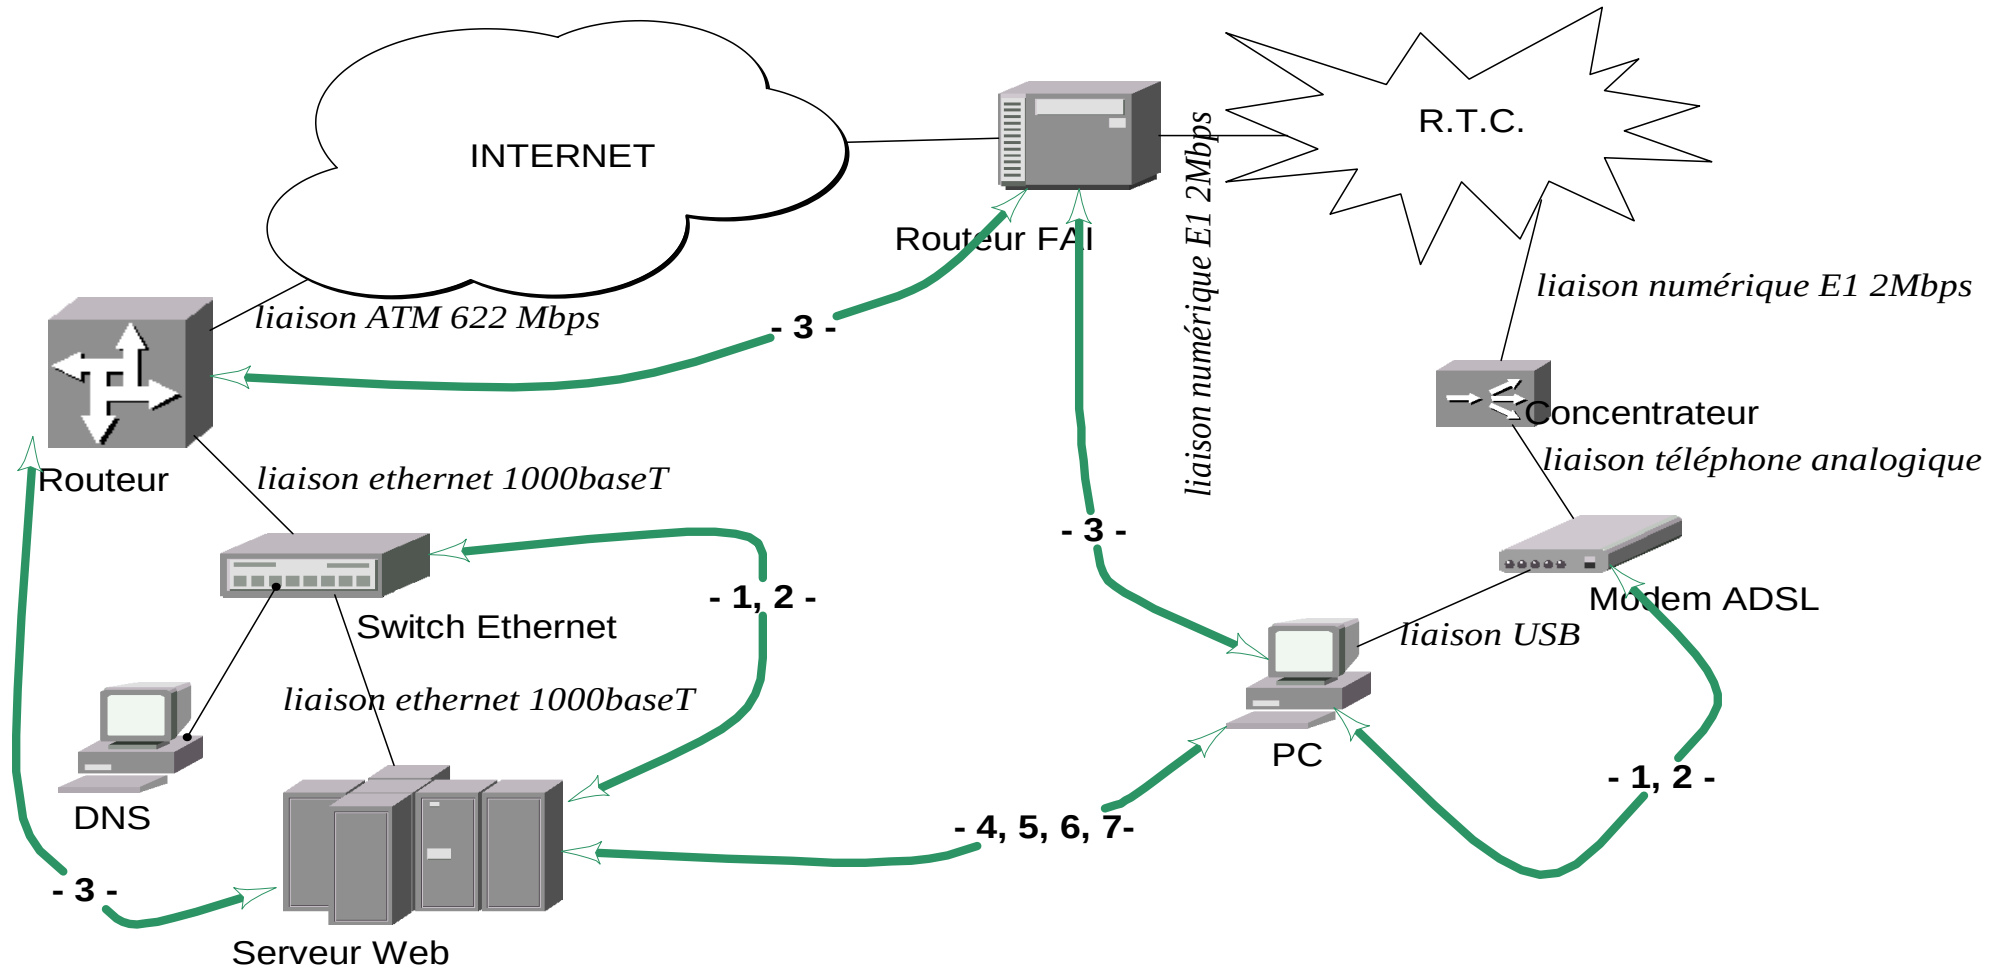 INTERNET
R.T.C.
Routeur FAI
liaison numérique E1 2Mbps
liaison numérique E1 2Mbps
liaison ATM 622 Mbps
- 3 -
Concentrateur
liaison téléphone analogique
Routeur
liaison ethernet 1000baseT
- 3 -
- 1, 2 -
Modem ADSL
Switch Ethernet
liaison USB
liaison ethernet 1000baseT
PC
- 1, 2 -
DNS
- 4, 5, 6, 7-
- 3 -
Serveur Web